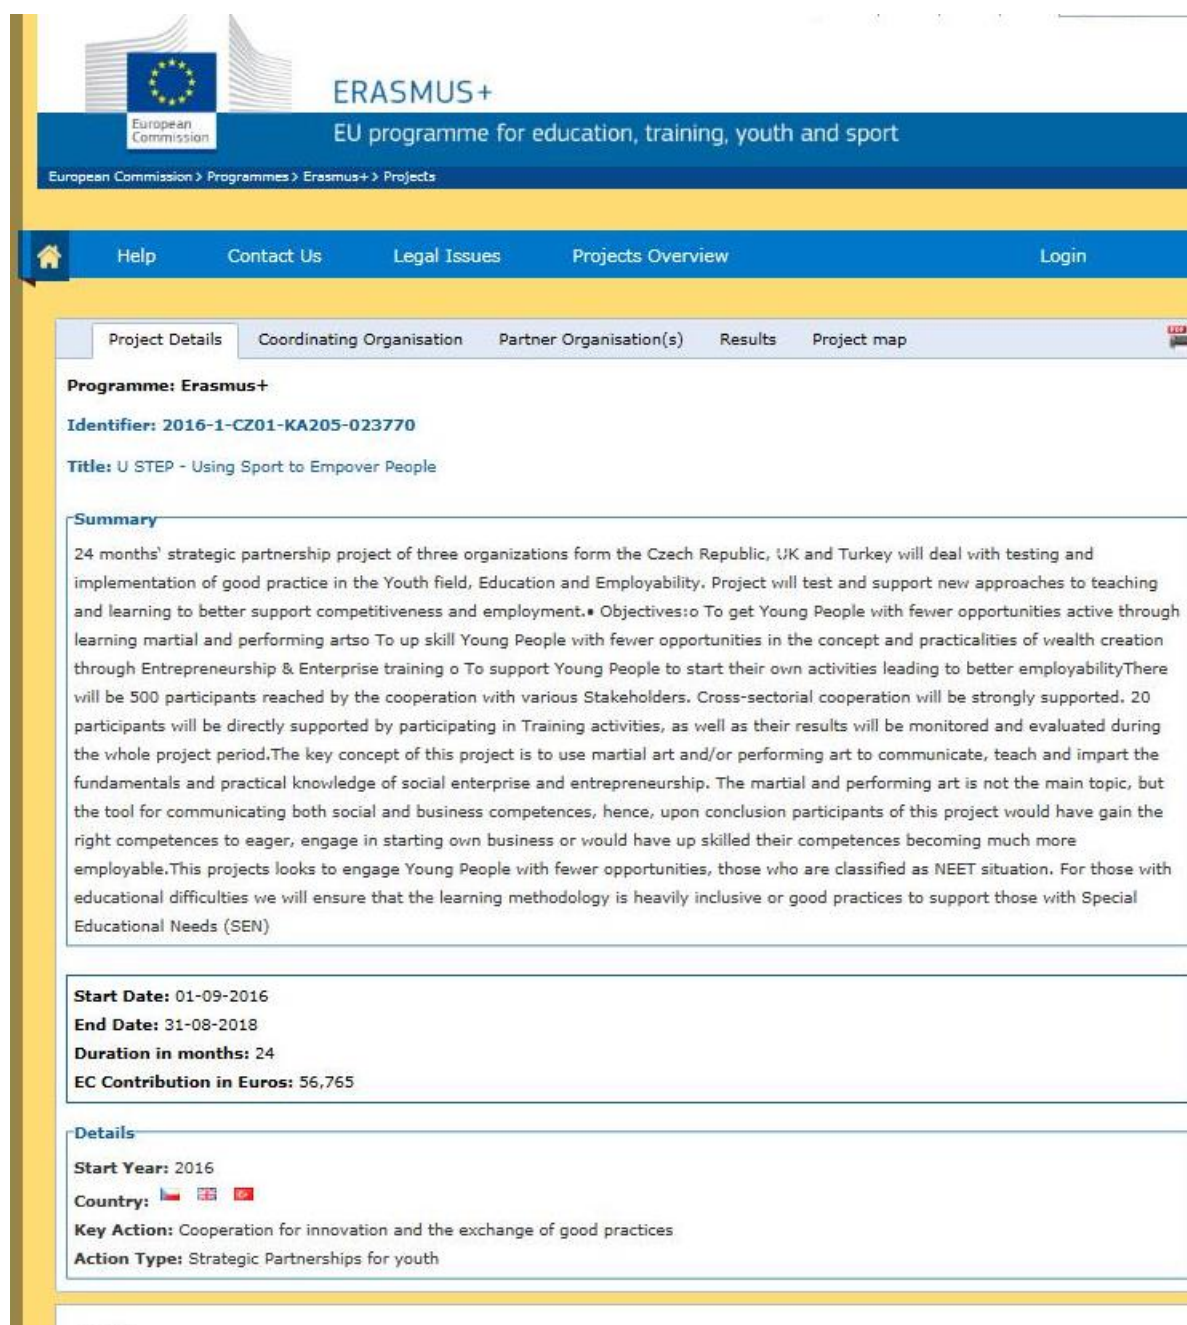 ERASMUS+
European
Commission
EU programme for education, training, youth and sport
European Commission > Programmes > Erasmus+ > Projects
Help Contact Us Legal Issues Projects Overview Login
Project Details Coordinating Organisation Partner Organisation(s) Results Project map
Programme: Erasmus+
Identifier: 2016-1-CZ01-KA205-023770
Title: U STEP - Using Sport to Empover People
Summary
24 months' strategic partnership project of three organizations form the Czech Republic, UK and Turkey will deal with testing and
implementation of good practice in the Youth field, Education and Employability. Project will test and support new approaches to teaching
and learning to better support competitiveness and employment.• Objectives:o To get Young People with fewer opportunities active through
learning martial and performing artso To up skill Young People with fewer opportunities in the concept and practicalities of wealth creation
through Entrepreneurship & Enterprise training o To support Young People to start their own activities leading to better employabilityThere
will be 500 participants reached by the cooperation with various Stakeholders. Cross-sectorial cooperation will be strongly supported. 20
participants will be directly supported by participating in Training activities, as well as their results will be monitored and evaluated during
the whole project period.The key concept of this project is to use martial art and/or performing art to communicate, teach and impart the
fundamentals and practical knowledge of social enterprise and entrepreneurship. The martial and performing art is not the main topic, but
the tool for communicating both social and business competences, hence, upon conclusion participants of this project would have gain the
right competences to eager, engage in starting own business or would have up skilled their competences becoming much more
employable.This projects looks to engage Young People with fewer opportunities, those who are classified as NEET situation. For those with
educational difficulties we will ensure that the learning methodology is heavily inclusive or good practices to support those with Special
Educational Needs (SEN)
Start Date: 01-09-2016
End Date: 31-08-2018
Duration in months: 24
EC Contribution in Euros: 56,765
Details
Start Year: 2016
Country:
Key Action: Cooperation for innovation and the exchange of good practices
Action Type: Strategic Partnerships for youth